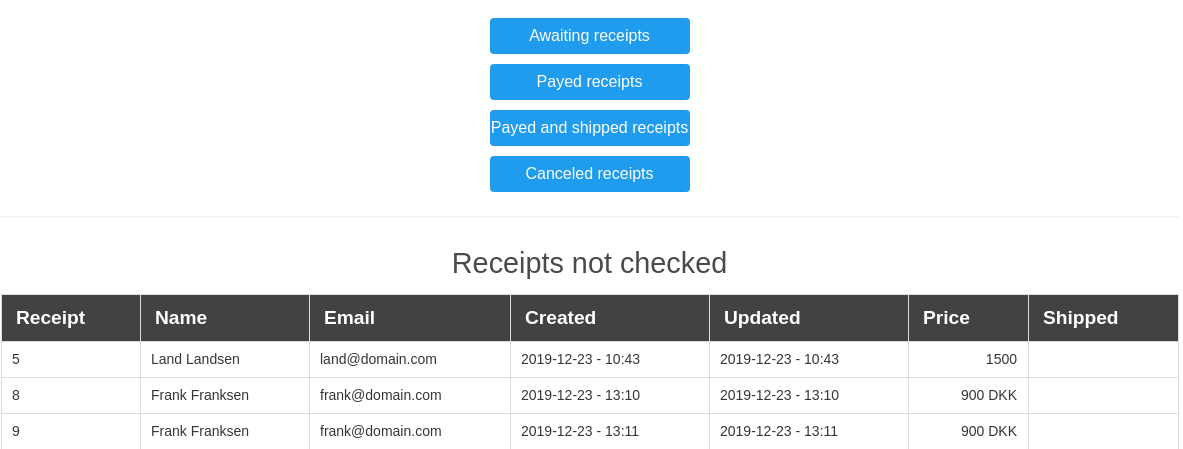 Awaiting receipts
Payed receipts
Payed and shipped receipts
Canceled receipts
Receipts not checked
Receipt Name Email Created Updated Price Shipped
5 Land Landsen land@domain.com 2019-12-23 - 10:43 2019-12-23 - 10:43 1500
8 Frank Franksen frank@domain.com 2019-12-23 - 13:10 2019-12-23 - 13:10 900 DKK
9 Frank Franksen frank@domain.com 2019-12-23 - 13:11 2019-12-23 - 13:11 900 DKK